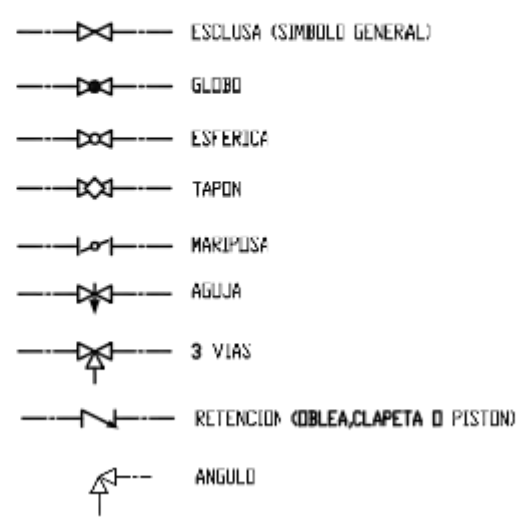 ESCLUSA (SIMBOLO GENERAL)
GLOBO
ESFERICA
TAPON
MARIPOSA
AGUJA
3 VIAS
RETENCION (OBLEA,CLAPETA O PISTON)
ANGULO